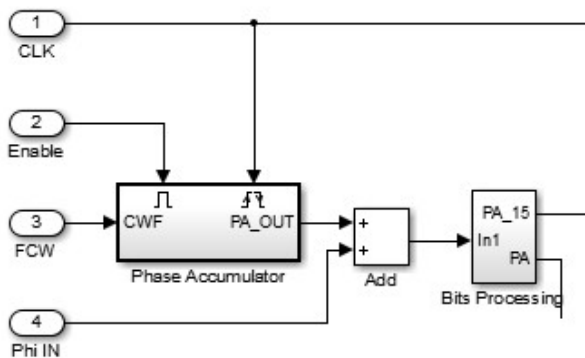 1
CLK
2
Enable
3
FCW
CWF
PA_OUT
Phase Accumulator
+
+
Add
In1
PA_15
PA
Bits Processing
4
Phi IN